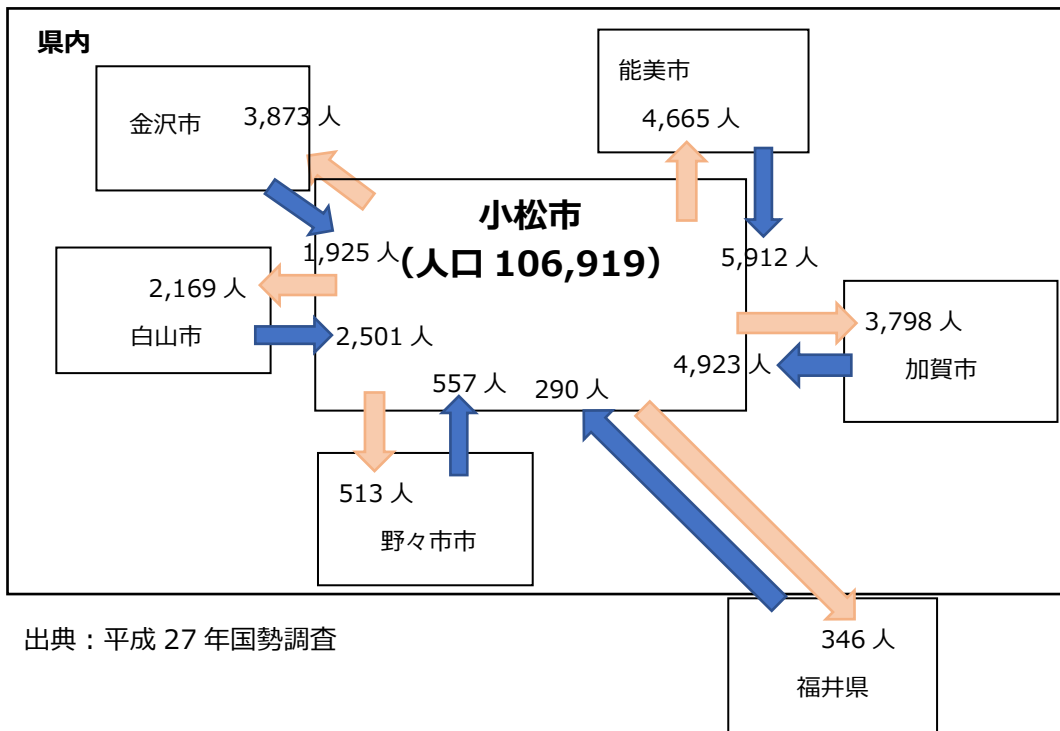 県内
能美市
4,665 人
金沢市
3,873 人
小松市
（人口 106,919）
1,925 人
5,912 人
2,169 人
白山市
2,501 人
3,798 人
加賀市
4,923 人
557 人
290 人
513 人
野々市市
出典：平成 27 年国勢調査
346 人
福井県